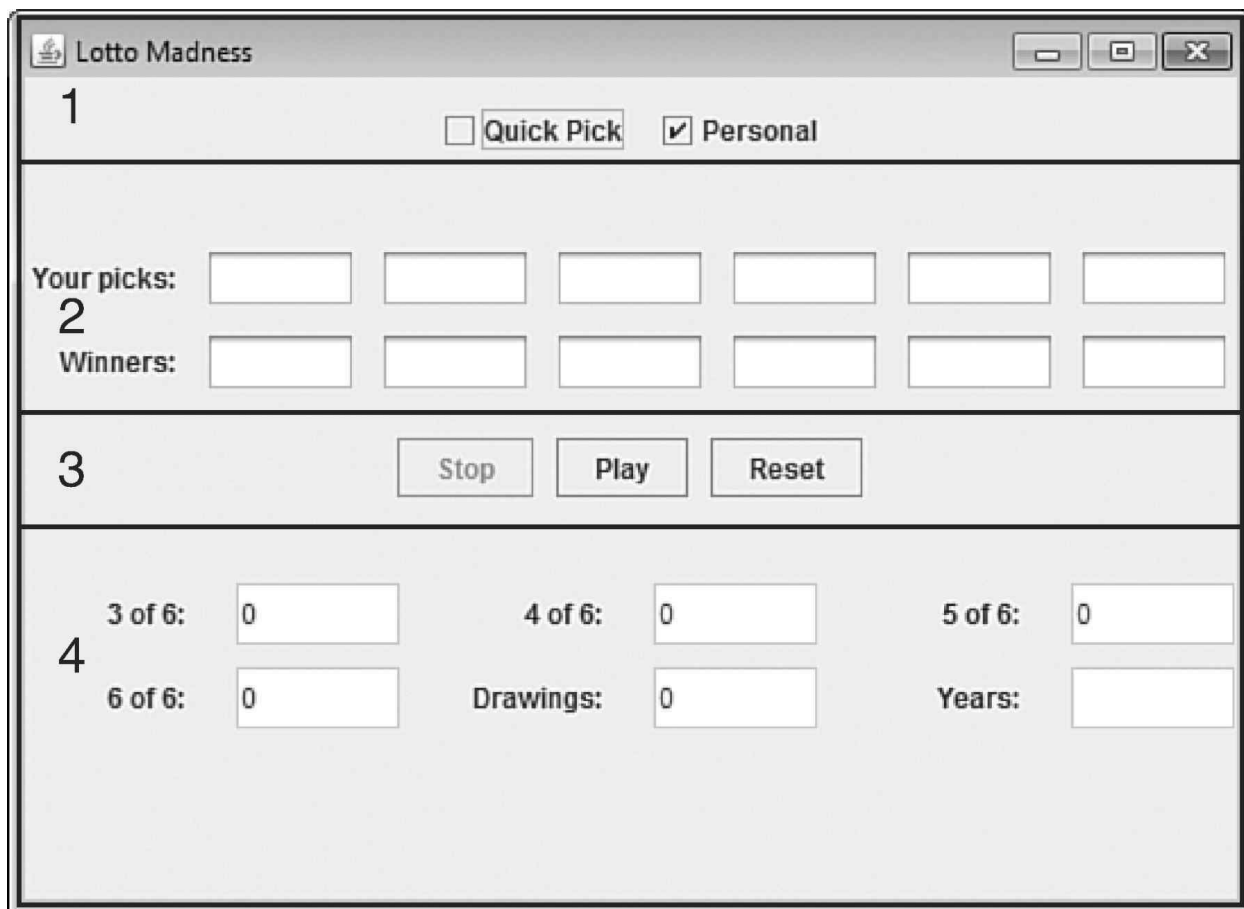 Lotto Madness
1
Quick Pick Personal
Your picks:
2
Winners:
3
Stop Play Reset
3 of 6: 0 4 of 6: 0 5 of 6: 0
4
6 of 6: 0 Drawings: 0 Years: